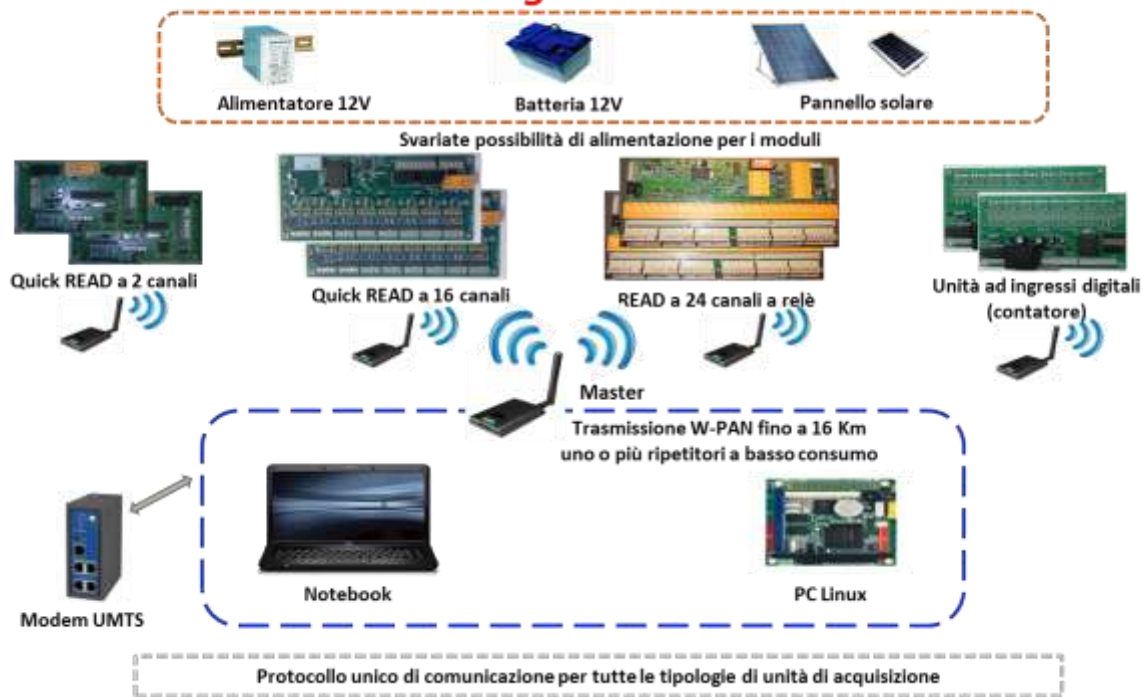 Alimentatore 12V
Batteria 12V
Pannello solare
Svariate possibilità di alimentazione per i moduli
Quick READ a 2 canali
Quick READ a 16 canali
READ a 24 canali a relè
Unità ad ingressi digitali
(contatore)
Master
Trasmissione W-PAN fino a 16 Km
uno o più ripetitori a basso consumo
Notebook
PC Linux
Modem UMTS
Protocollo unico di comunicazione per tutte le tipologie di unità di acquisizione